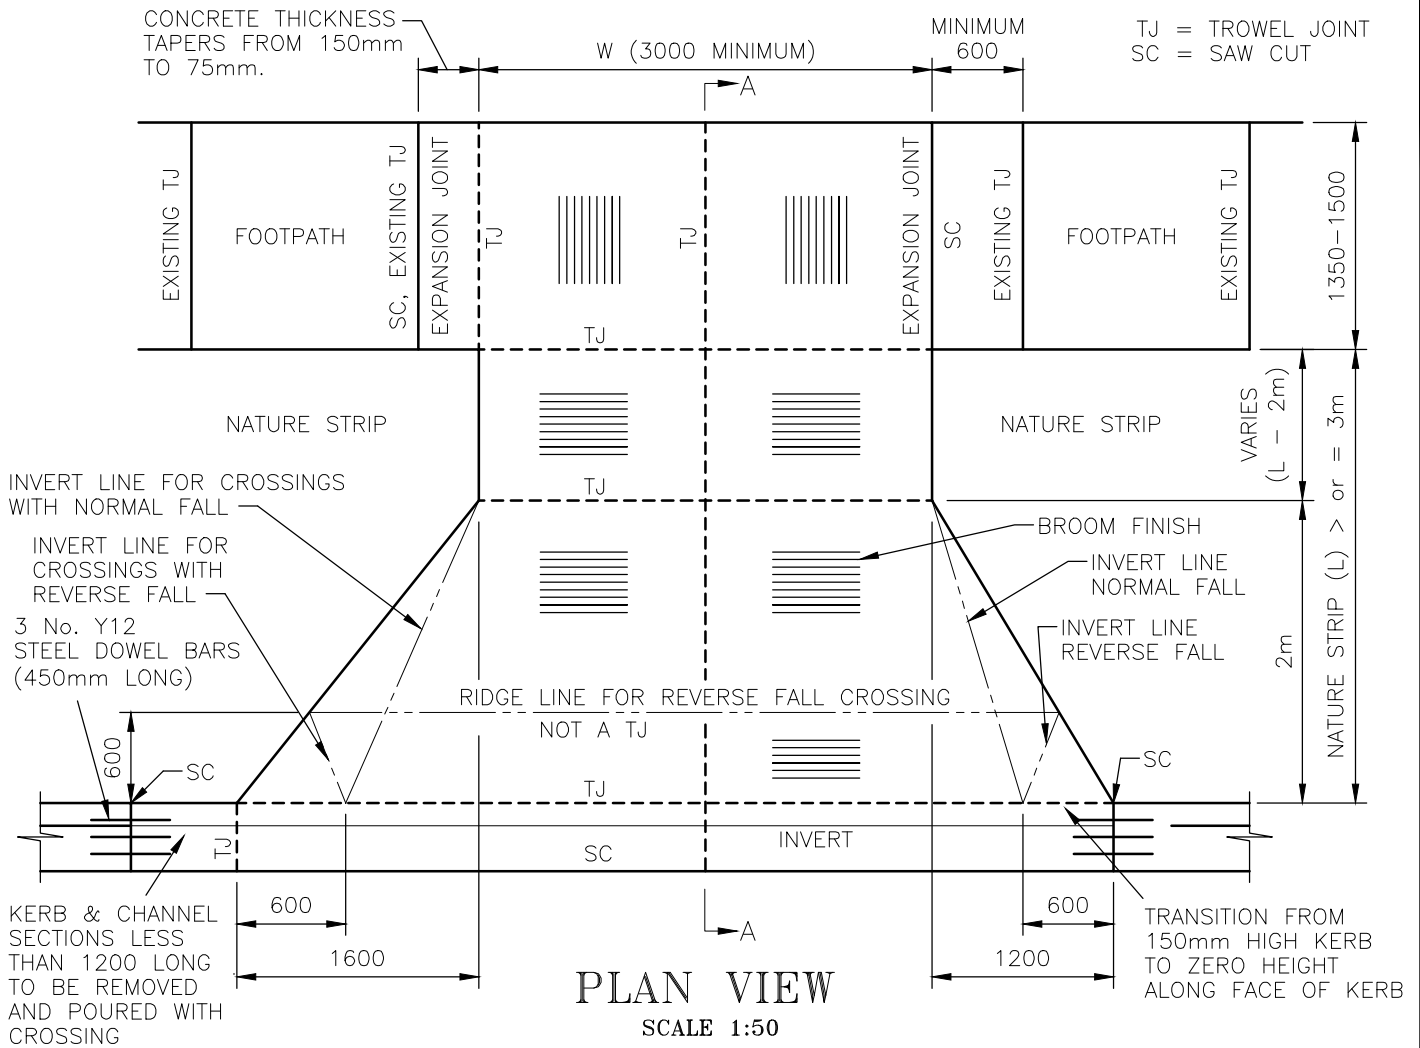 CONCRETE THICKNESS
TAPERS FROM 150mm
TO 75mm.
W (3000 MINIMUM)
MINIMUM
600
TJ = TROWEL JOINT
SC = SAW CUT
A
EXISTING TJ
FOOTPATH
SC, EXISTING TJ
EXPANSION JOINT
TJ
TJ
EXPANSION JOINT
SC
EXISTING TJ
FOOTPATH
EXISTING TJ
1350-1500
TJ
NATURE STRIP
NATURE STRIP
VARIES
(L - 2m)
NATURE STRIP (L) > or = 3m
TJ
INVERT LINE FOR CROSSINGS
WITH NORMAL FALL
INVERT LINE FOR
CROSSINGS WITH
REVERSE FALL
3 No. Y12
STEEL DOWEL BARS
(450mm LONG)
BROOM FINISH
INVERT LINE
NORMAL FALL
INVERT LINE
REVERSE FALL
2m
RIDGE LINE FOR REVERSE FALL CROSSING
NOT A TJ
600
SC
SC
TJ
TJ
INVERT
SC
KERB & CHANNEL
SECTIONS LESS
THAN 1200 LONG
TO BE REMOVED
AND POURED WITH
CROSSING
600
1600
A
600
1200
TRANSITION FROM
150mm HIGH KERB
TO ZERO HEIGHT
ALONG FACE OF KERB
PLAN VIEW
SCALE 1:50